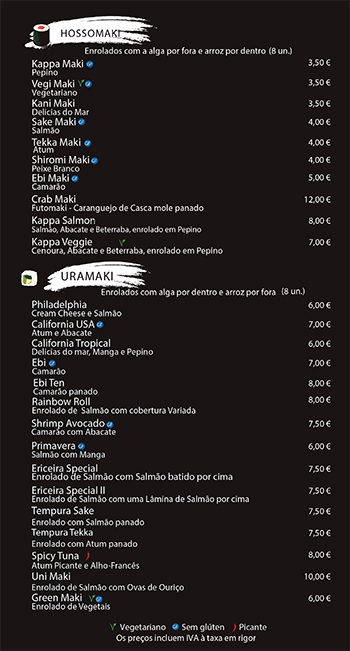 HOSSOMAKI
Enrolados com a alga por fora e arroz por dentro (8 un.)
Kappa Maki 3,50 €
Pepino
Vegi Maki 3,50 €
Vegetariano
Kani Maki 3,50 €
Delícias do Mar
Sake Maki 4,00 €
Salmão
Tekka Maki 4,00 €
Atum
Shiromi Maki 4,00 €
Peixe Branco
Ebi Maki 5,00 €
Camarão
Crab Maki 12,00 €
Futomaki - Caranguejo de Casca mole panado
Kappa Salmon 8,00 €
Salmão, Abacate e Beterraba, enrolado em Pepino
Kappa Veggie 7,00 €
Cenoura, Abacate e Beterraba, enrolado em Pepino
URAMAKI
Enrolados com alga por dentro e arroz por fora (8 un.)
Philadelphia 6,00 €
Cream Cheese e Salmão
California USA 7,00 €
Atum e Abacate
California Tropical 6,00 €
Delícias do mar, Manga e Pepino
Ebi 7,00 €
Camarão
Ebi Ten 8,00 €
Camarão panado
Rainbow Roll 8,00 €
Enrolado de Salmão com cobertura Variada
Shrimp Avocado 7,50 €
Camarão com Abacate
Primavera 6,00 €
Salmão com Manga
Ericeira Special 7,50 €
Enrolado de Salmão com Salmão batido por cima
Ericeira Special II 7,50 €
Enrolado de Salmão com uma Lâmina de Salmão por cima
Tempura Sake 7,50 €
Enrolado com Salmão panado
Tempura Tekka 7,50 €
Enrolado com Atum panado
Spicy Tuna 8,00 €
Atum Picante e Alho-Francês
Uni Maki 10,00 €
Enrolado de Salmão com Ovas de Ouriço
Green Maki 6,00 €
Enrolado de Vegetais
Vegetariano Sem glúten Picante
Os preços incluem IVA à taxa em rigor